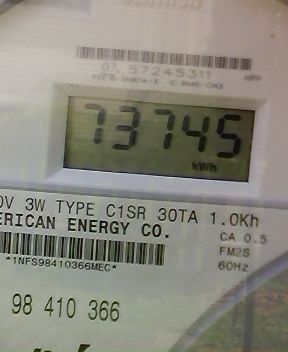 07. 57245311
HPP
73745
kWh
0V 3W TYPE C1SR 30TA 1.0Kh
ERICAN ENERGY CO.
CA 0.5
FM2S
60Hz
*1NFS98410366MEC*
98 410 366